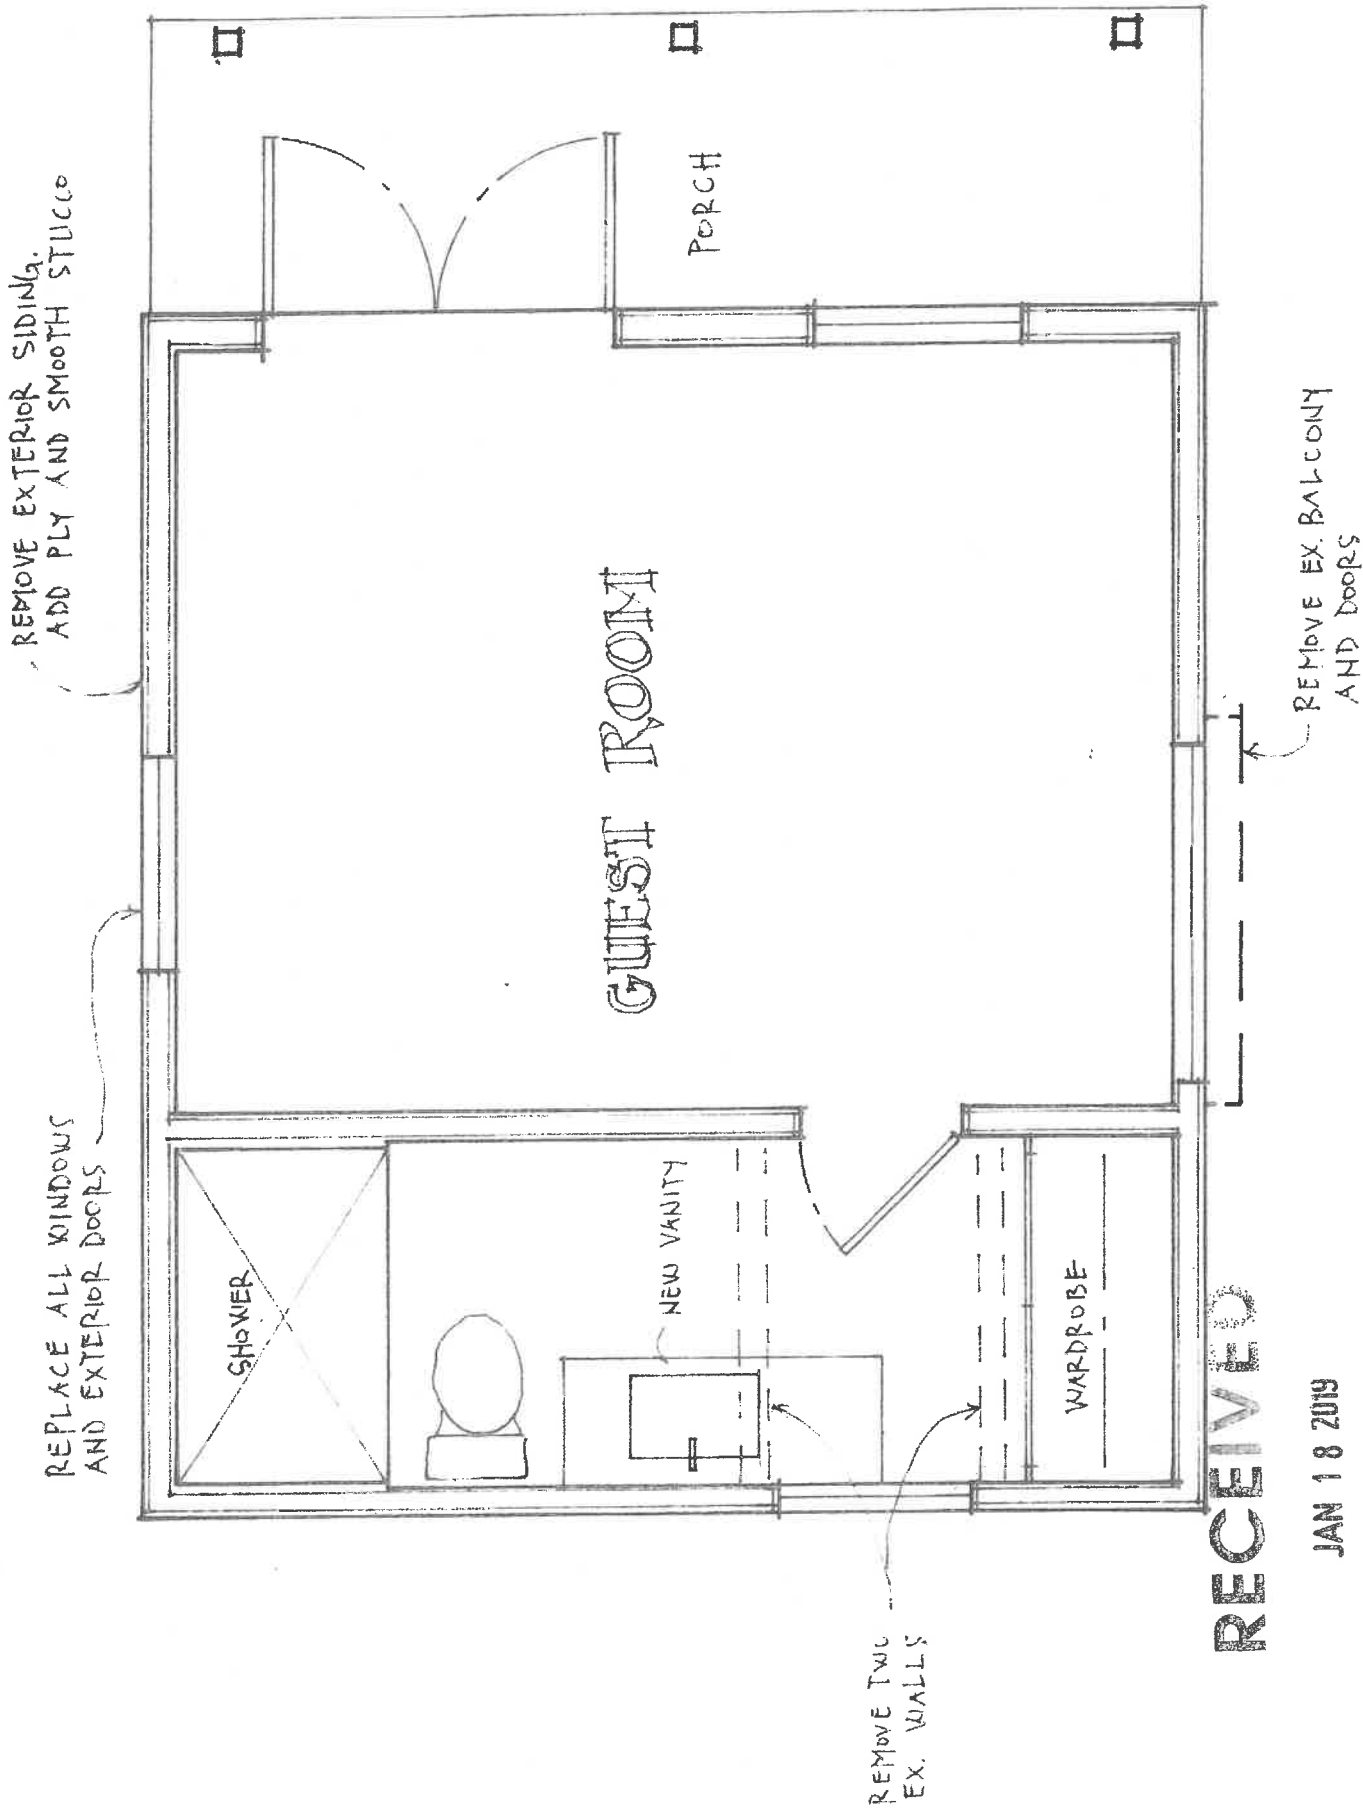 REMOVE EXTERIOR SIDING.
ADD PLY AND SMOOTH STUCCO
REPLACE ALL WINDOWS
AND EXTERIOR DOORS
PORCH
GUEST ROOM
SHOWER
NEW VANITY
WARDROBE
REMOVE EX. BALCONY
AND DOORS
REMOVE TWO
EX. WALLS
RECEIVED
JAN 18 2019